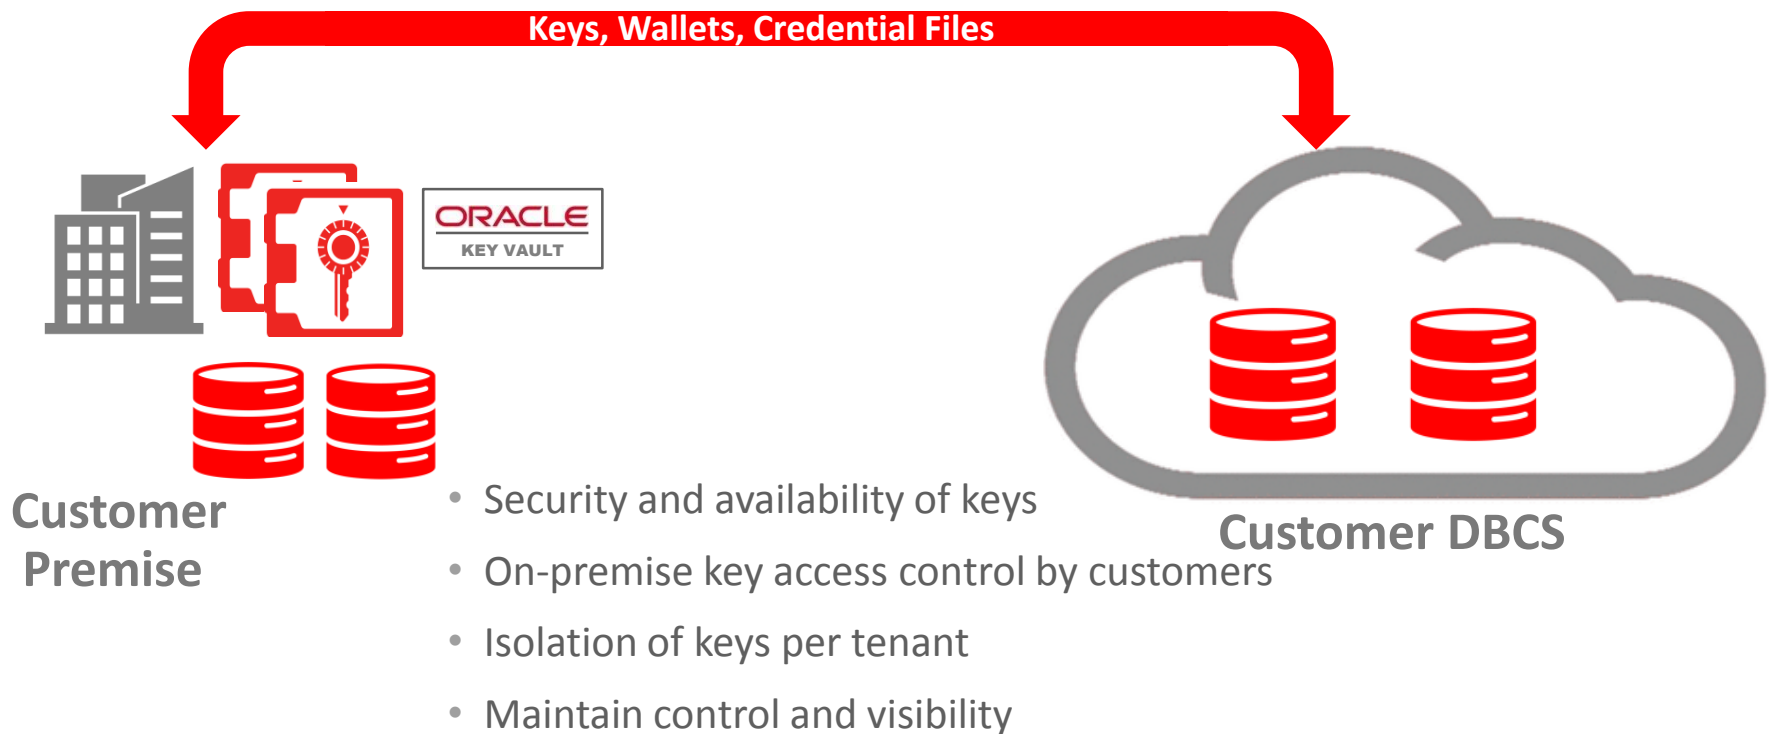 Keys, Wallets, Credential Files
ORACLE
KEY VAULT
Customer
Premise
• Security and availability of keys
• On-premise key access control by customers
• Isolation of keys per tenant
• Maintain control and visibility
Customer DBCS